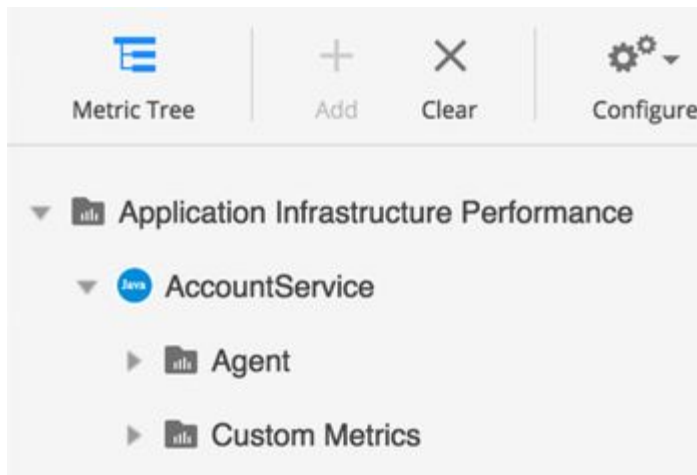 Metric Tree
Add
Clear
Configure
Application Infrastructure Performance
Java
AccountService
Agent
Custom Metrics